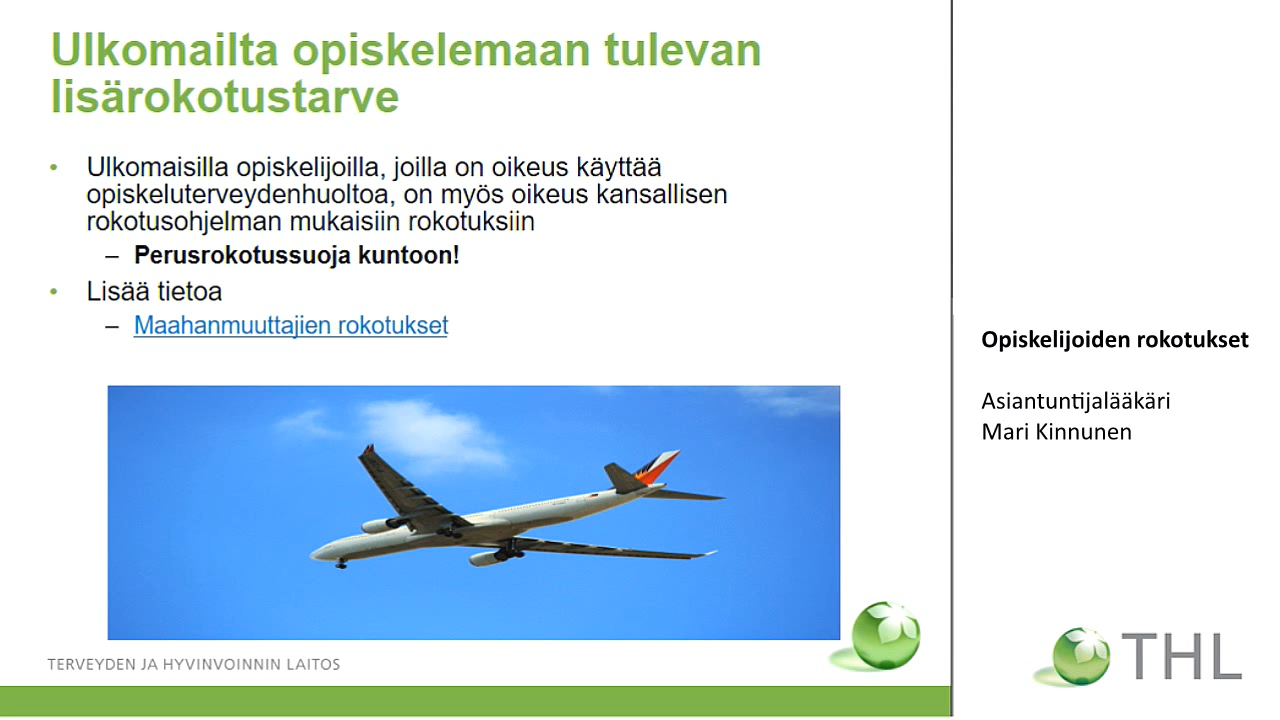 Ulkomailta opiskelemaan tulevan
lisärokotustarve
• Ulkomaisilla opiskelijoilla, joilla on oikeus käyttää
opiskeluterveydenhuoltoa, on myös oikeus kansallisen
rokotusohjelman mukaisiin rokotuksiin
– Perusrokotussuoja kuntoon!
• Lisää tietoa
– Maahanmuuttajien rokotukset
TERVEYDEN JA HYVINVOINNIN LAITOS
Opiskelijoiden rokotukset
Asiantuntijalääkäri
Mari Kinnunen
THL